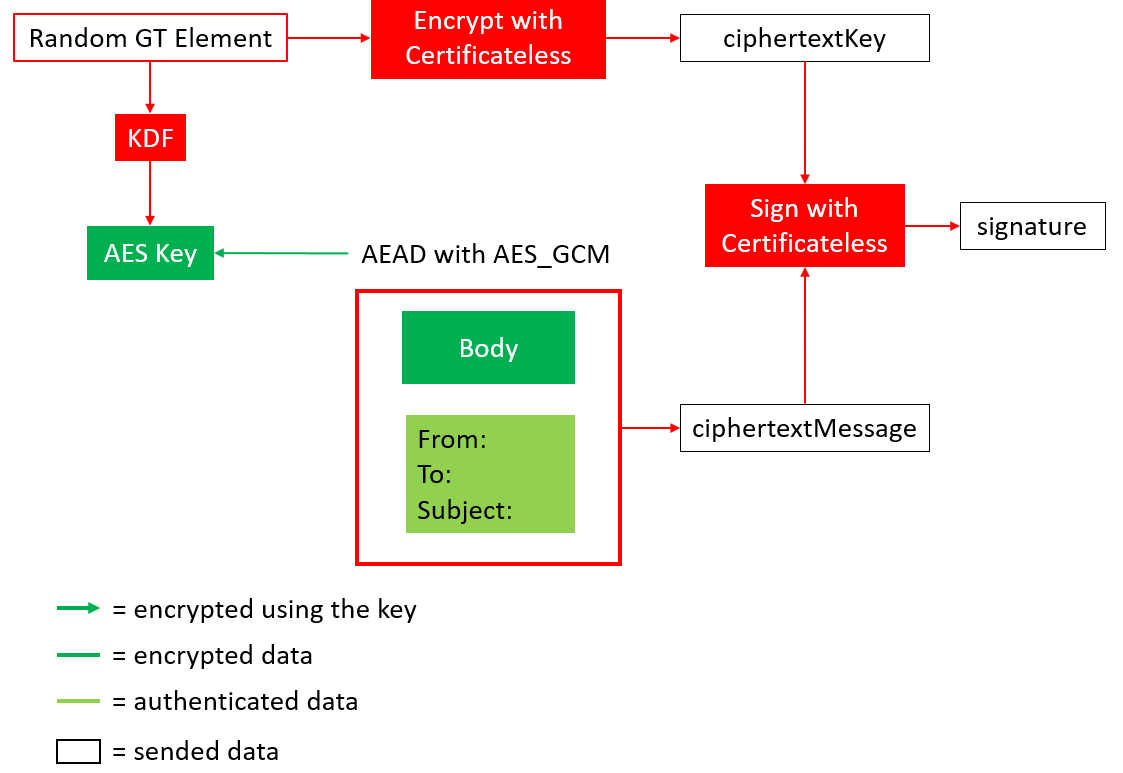 Random GT Element
Encrypt with
Certificateless
ciphertextKey
KDF
Sign with
Certificateless
signature
AES Key
AEAD with AES_GCM
Body
From:
To:
Subject:
ciphertextMessage
= encrypted using the key
= encrypted data
= authenticated data
= sended data